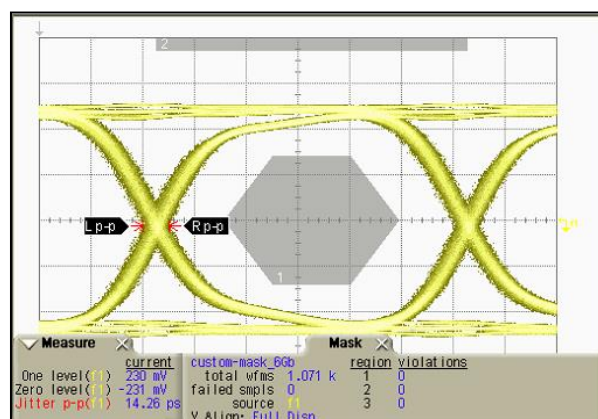 2
L p-p R p-p
1
Measure
current
One level(f1) 230 mV
Zero level(f1) -231 mV
Jitter p-p(f1) 14.26 ps
Mask
custom-mask_6Gb region violations
total wfms 1.071 k 1 0
failed smpls 0 2 0
source f1 3 0
Y Align: Full Disp